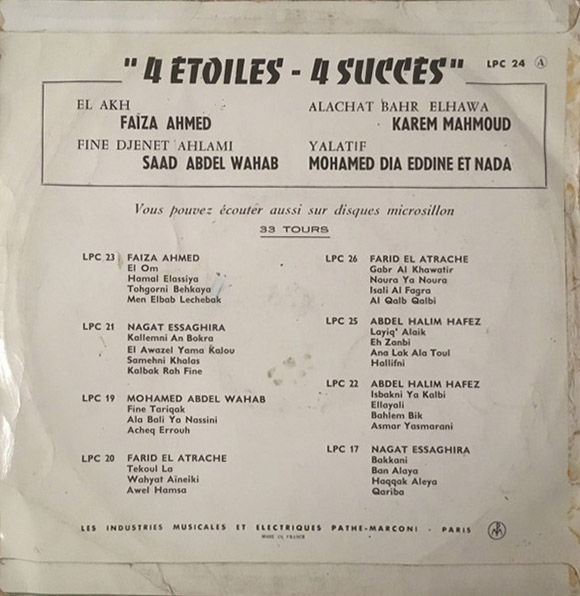 "4 ÉTOILES - 4 SUCCÈS" LPC 24 A
EL AKH
FAIZA AHMED
FINE DJENET AHLAMI
SAAD ABDEL WAHAB
ALACHAT BAHR ELHAWA
KAREM MAHMOUD
YALATIF
MOHAMED DIA EDDINE ET NADA
Vous pouvez écouter aussi sur disques microsillon
33 TOURS
LPC 23 FAIZA AHMED
El Om
Hamal Elassiya
Tohgorni Behkaya
Men Elbab Lechebak
LPC 21 NAGAT ESSAGHIRA
Kallemni An Bokra
El Awazel Yama Kalou
Samehni Khalas
Kalbak Rah Fine
LPC 19 MOHAMED ABDEL WAHAB
Fine Tariqak
Ala Bali Ya Nassini
Acheq Errouh
LPC 20 FARID EL ATRACHE
Tekoul La
Wahyat Aineiki
Awel Hamsa
LPC 26 FARID EL ATRACHE
Gabr Al Khawatir
Noura Ya Noura
Isali Al Fagra
Al Qalb Qalbi
LPC 25 ABDEL HALIM HAFEZ
Layiq' Alaik
Eh Zanbi
Ana Lak Ala Toul
Hallifni
LPC 22 ABDEL HALIM HAFEZ
Isbakni Ya Kalbi
Ellayali
Bahlem Bik
Asmar Yasmarani
LPC 17 NAGAT ESSAGHIRA
Bakkani
Ban Alaya
Haqqak Aleya
Qariba
LES INDUSTRIES MUSICALES ET ELECTRIQUES PATHE-MARCONI - PARIS
MADE IN FRANCE